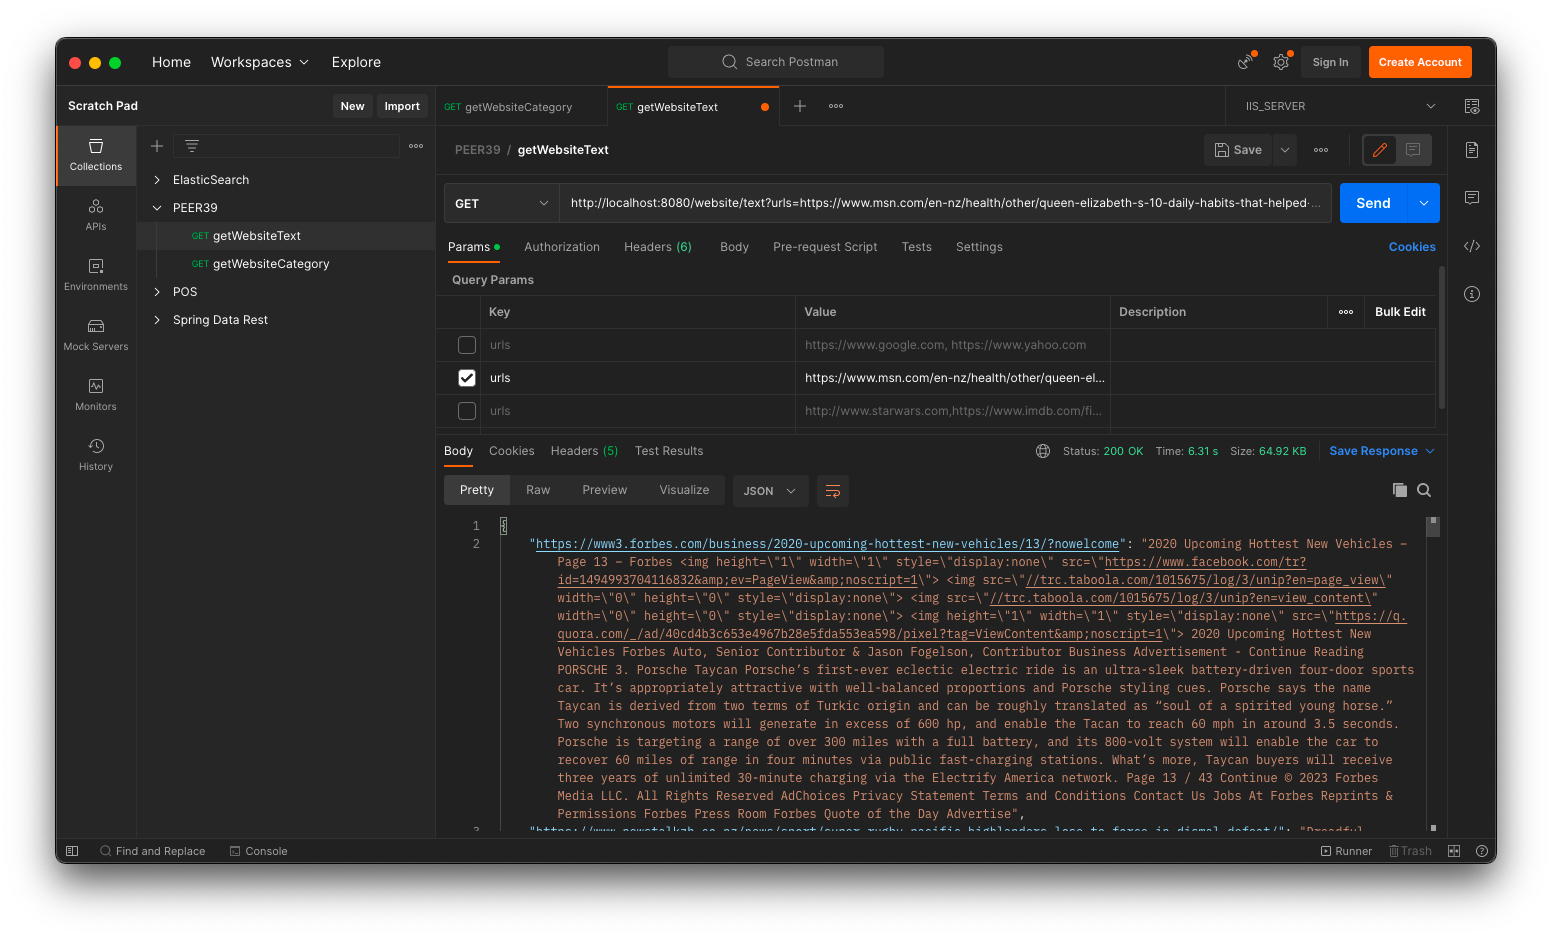 Home Workspaces Explore
Search Postman
Sign In Create Account
Scratch Pad
New Import
GET getWebsiteCategory
GET getWebsiteText
IIS_SERVER
Collections
APIs
Environments
Mock Servers
Monitors
History
ElasticSearch
PEER39
GET getWebsiteText
GET getWebsiteCategory
POS
Spring Data Rest
PEER39 / getWebsiteText
Save
GET http://localhost:8080/website/text?urls=https://www.msn.com/en-nz/health/other/queen-elizabeth-s-10-daily-habits-that-helped-...
Send
Params Authorization Headers (6) Body Pre-request Script Tests Settings Cookies
Query Params
Key Value Description Bulk Edit
urls https://www.google.com, https://www.yahoo.com
urls https://www.msn.com/en-nz/health/other/queen-el...
urls http://www.starwars.com,https://www.imdb.com/fi...
Body Cookies Headers (5) Test Results
Status: 200 OK Time: 6.31 s Size: 64.92 KB Save Response
Pretty Raw Preview Visualize JSON
1 {
2 "https://www3.forbes.com/business/2020-upcoming-hottest-new-vehicles/13/?nowelcome": "2020 Upcoming Hottest New Vehicles –
Page 13 – Forbes <img height=\"1\" width=\"1\" style=\"display:none\" src=\"https://www.facebook.com/tr?
id=1494993704116832&amp;ev=PageView&amp;noscript=1\"> <img src=\"//trc.taboola.com/1015675/log/3/unip?en=page_view\"
width=\"0\" height=\"0\" style=\"display:none\"> <img src=\"//trc.taboola.com/1015675/log/3/unip?en=view_content\"
width=\"0\" height=\"0\" style=\"display:none\"> <img height=\"1\" width=\"1\" style=\"display:none\" src=\"https://q.
quora.com/_/ad/40cd4b3c653e4967b28e5fda553ea598/pixel?tag=ViewContent&amp;noscript=1\"> 2020 Upcoming Hottest New
Vehicles Forbes Auto, Senior Contributor & Jason Fogelson, Contributor Business Advertisement - Continue Reading
PORSCHE 3. Porsche Taycan Porsche’s first-ever eclectic electric ride is an ultra-sleek battery-driven four-door sports
car. It’s appropriately attractive with well-balanced proportions and Porsche styling cues. Porsche says the name
Taycan is derived from two terms of Turkic origin and can be roughly translated as “soul of a spirited young horse.”
Two synchronous motors will generate in excess of 600 hp, and enable the Tacan to reach 60 mph in around 3.5 seconds.
Porsche is targeting a range of over 300 miles with a full battery, and its 800-volt system will enable the car to
recover 60 miles of range in four minutes via public fast-charging stations. What’s more, Taycan buyers will receive
three years of unlimited 30-minute charging via the Electrify America network. Page 13 / 43 Continue © 2023 Forbes
Media LLC. All Rights Reserved AdChoices Privacy Statement Terms and Conditions Contact Us Jobs At Forbes Reprints &
Permissions Forbes Press Room Forbes Quote of the Day Advertise",
3 "https://www.newstalkzb.co.nz/news/sport/super-rugby-pacific-highlanders-lose-to-force-in-dismal-defeat/": "Dreadful
Find and Replace Console
Runner Trash